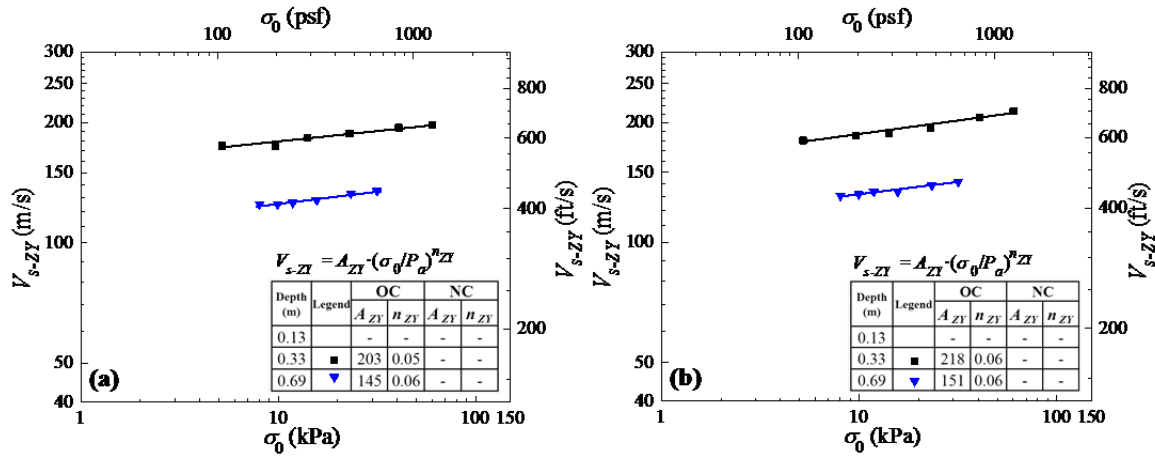 σ0 (psf)
100 1000
300
250
200
150
100
50
40
800
600
400
200
Vs-ZY (m/s)
Vs-ZY (ft/s)
Vs-ZY = AZY·(σ0/Pa)^nZY
Depth (m) Legend OC NC
AZY nZY AZY nZY
0.13 - - - -
0.33 203 0.05 - -
0.69 145 0.06 - -
(a)
1 10 100 150
σ0 (kPa)
σ0 (psf)
100 1000
300
250
200
150
100
50
40
800
600
400
200
Vs-ZY (m/s)
Vs-ZY (ft/s)
Vs-ZY = AZY·(σ0/Pa)^nZY
Depth (m) Legend OC NC
AZY nZY AZY nZY
0.13 - - - -
0.33 218 0.06 - -
0.69 151 0.06 - -
(b)
1 10 100 150
σ0 (kPa)